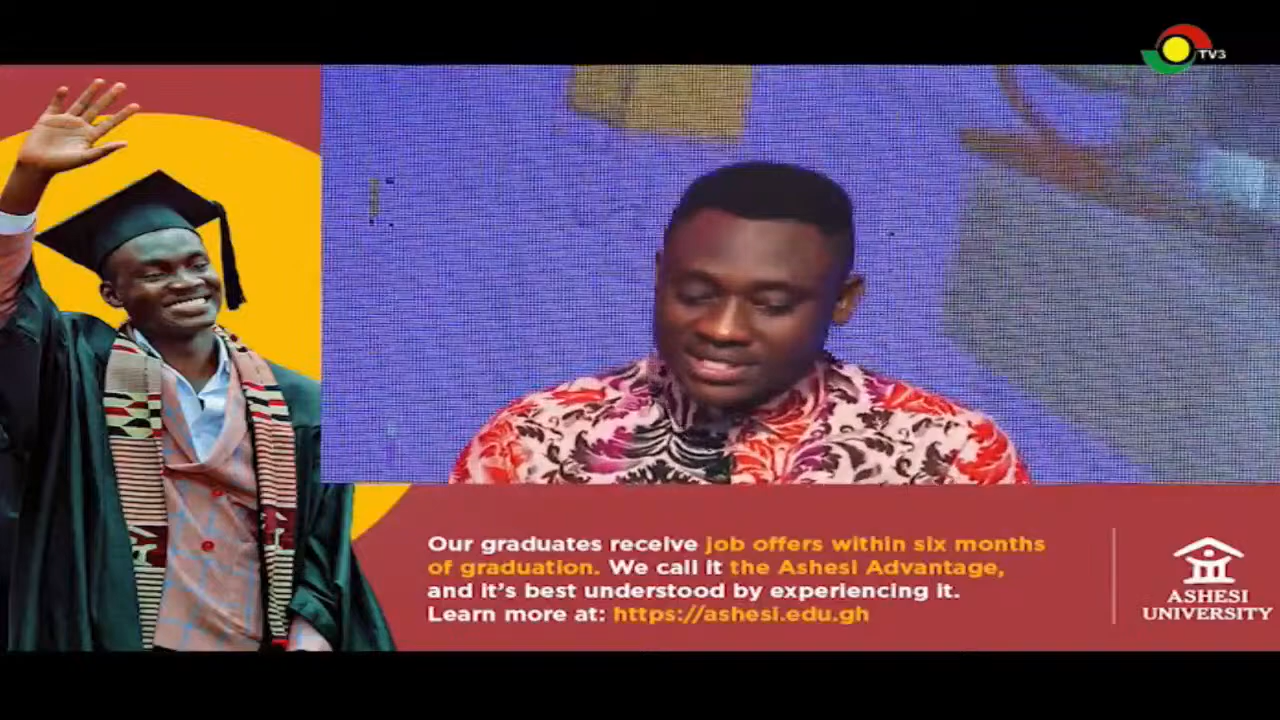 TV3
Our graduates receive job offers within six months
of graduation. We call it the Ashesi Advantage,
and it's best understood by experiencing it.
Learn more at: https://ashesi.edu.gh
ASHESI
UNIVERSITY